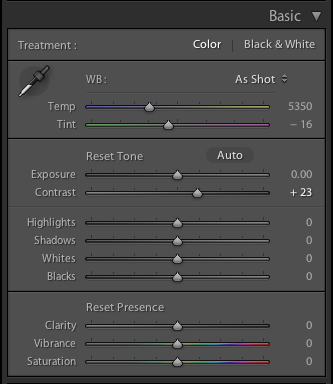 Basic
Treatment : Color | Black & White
WB: As Shot
Temp 5350
Tint – 16
Reset Tone Auto
Exposure 0.00
Contrast + 23
Highlights 0
Shadows 0
Whites 0
Blacks 0
Reset Presence
Clarity 0
Vibrance 0
Saturation 0